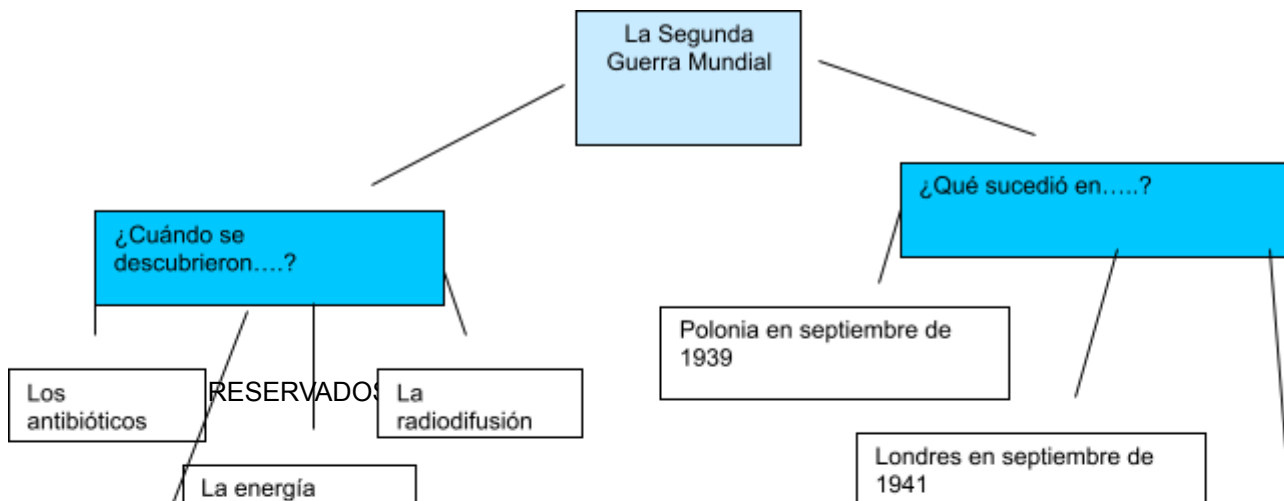 La Segunda
Guerra Mundial
¿Qué sucedió en…..?
¿Cuándo se
descubrieron….?
Polonia en septiembre de
1939
Los
antibióticos
RESERVADOS
La
radiodifusión
Londres en septiembre de
1941
La energía